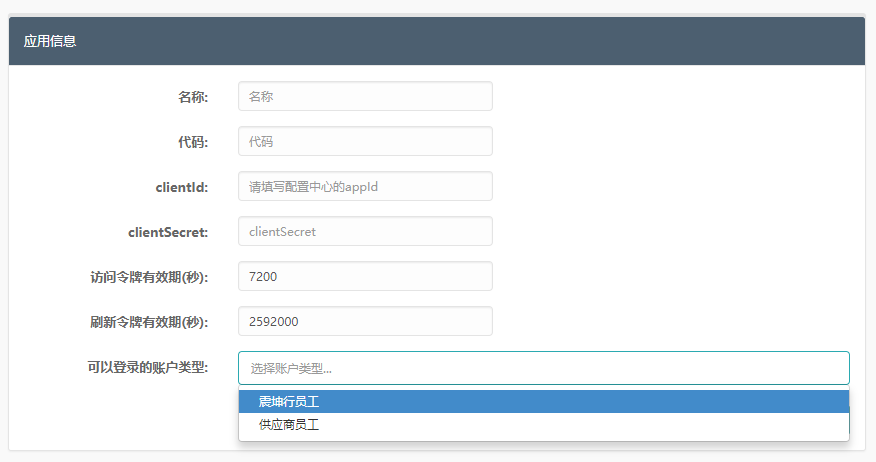 应用信息
名称: 名称
代码: 代码
clientId: 请填写配置中心的appId
clientSecret: clientSecret
访问令牌有效期(秒): 7200
刷新令牌有效期(秒): 2592000
可以登录的账户类型: 选择账户类型...
震坤行员工
供应商员工